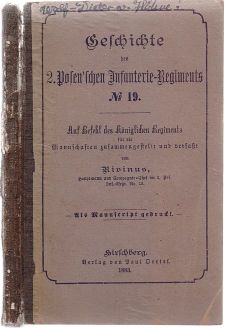 Geschichte
des
2. Posen'schen Infanterie-Regiments
№ 19.
Auf Befehl des Königlichen Regiments
für die
Mannschaften zusammengestellt und verfaßt
von
Rivinus,
Hauptmann und Compagnie-Chef im 2. Pos.
Inf.-Regt. Nr. 19.
Als Manuscript gedruckt.
Hirschberg.
Verlag von Paul Oertel.
1883.